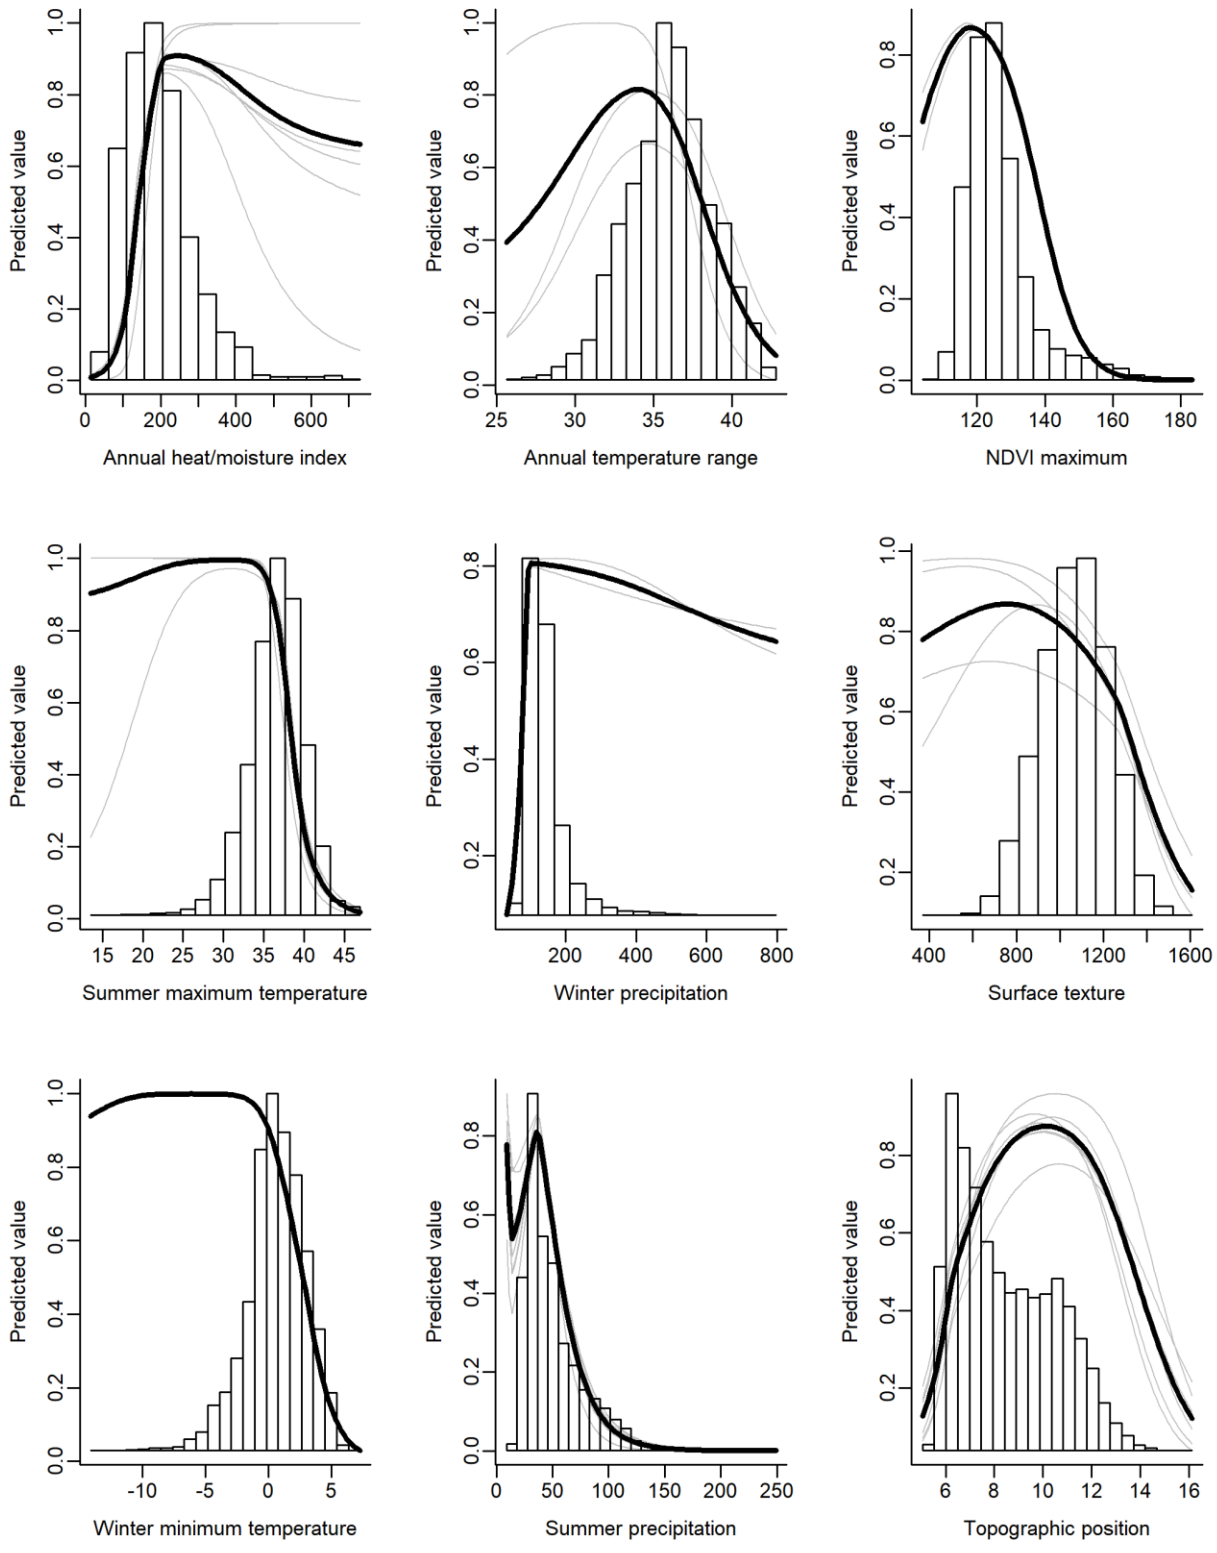 Predicted value
0.0 0.2 0.4 0.6 0.8 1.0
0 200 400 600
Annual heat/moisture index
Predicted value
0.0 0.2 0.4 0.6 0.8 1.0
25 30 35 40
Annual temperature range
Predicted value
0.0 0.2 0.4 0.6 0.8
120 140 160 180
NDVI maximum
Predicted value
0.0 0.2 0.4 0.6 0.8 1.0
15 20 25 30 35 40 45
Summer maximum temperature
Predicted value
0.2 0.4 0.6 0.8
200 400 600 800
Winter precipitation
Predicted value
0.2 0.4 0.6 0.8 1.0
400 800 1200 1600
Surface texture
Predicted value
0.0 0.2 0.4 0.6 0.8 1.0
-10 -5 0 5
Winter minimum temperature
Predicted value
0.0 0.2 0.4 0.6 0.8
0 50 100 150 200 250
Summer precipitation
Predicted value
0.2 0.4 0.6 0.8
6 8 10 12 14 16
Topographic position